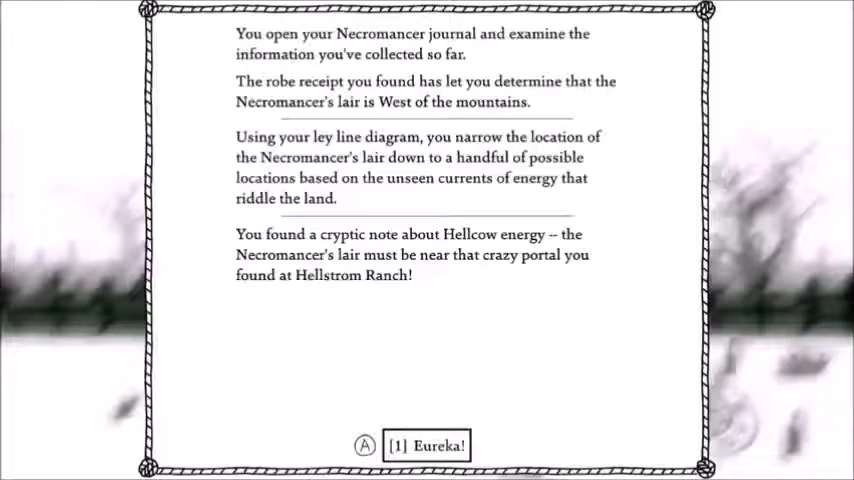 You open your Necromancer journal and examine the
information you've collected so far.
The robe receipt you found has let you determine that the
Necromancer's lair is West of the mountains.
Using your ley line diagram, you narrow the location of
the Necromancer's lair down to a handful of possible
locations based on the unseen currents of energy that
riddle the land.
You found a cryptic note about Hellcow energy -- the
Necromancer's lair must be near that crazy portal you
found at Hellstrom Ranch!
A [1] Eureka!